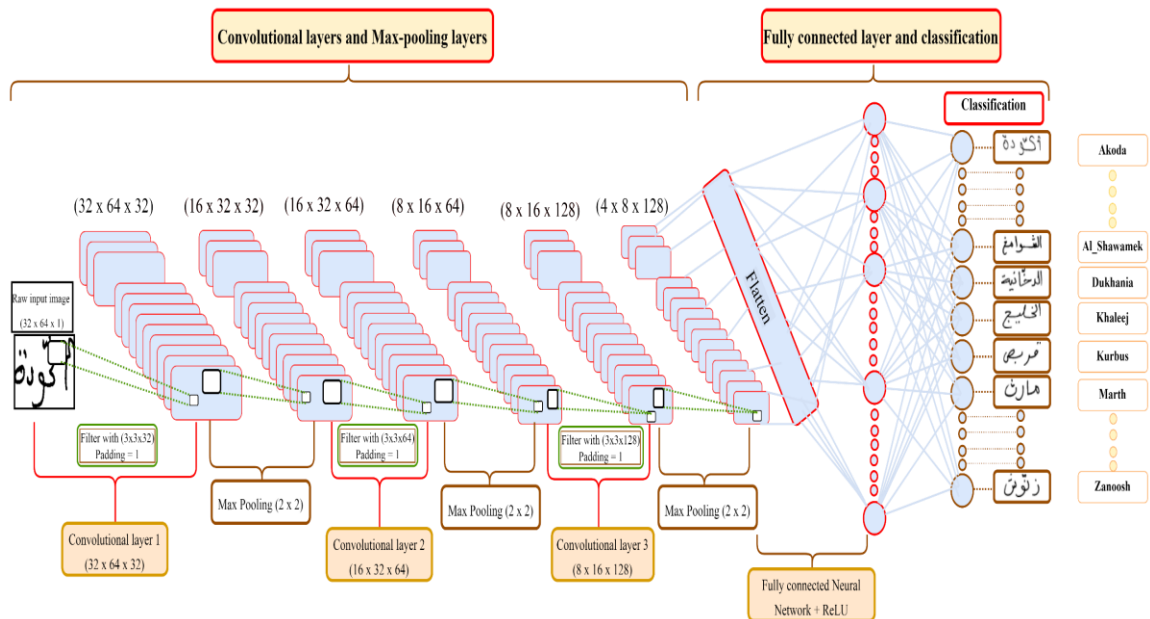 Convolutional layers and Max-pooling layers
Fully connected layer and classification
Classification
(32 x 64 x 32)
(16 x 32 x 32)
(16 x 32 x 64)
(8 x 16 x 64)
(8 x 16 x 128)
(4 x 8 x 128)
Raw input image
(32 x 64 x 1)
أكودة
Flatten
أكودة
Akoda
الشوامخ
Al_Shawamek
الدخانية
Dukhania
الخليج
Khaleej
قربص
Kurbus
مارث
Marth
زنّوش
Zanoosh
Filter with (3x3x32)
Padding = 1
Filter with (3x3x64)
Padding = 1
Filter with (3x3x128)
Padding = 1
Max Pooling (2 x 2)
Max Pooling (2 x 2)
Max Pooling (2 x 2)
Convolutional layer 1
(32 x 64 x 32)
Convolutional layer 2
(16 x 32 x 64)
Convolutional layer 3
(8 x 16 x 128)
Fully connected Neural
Network + ReLU